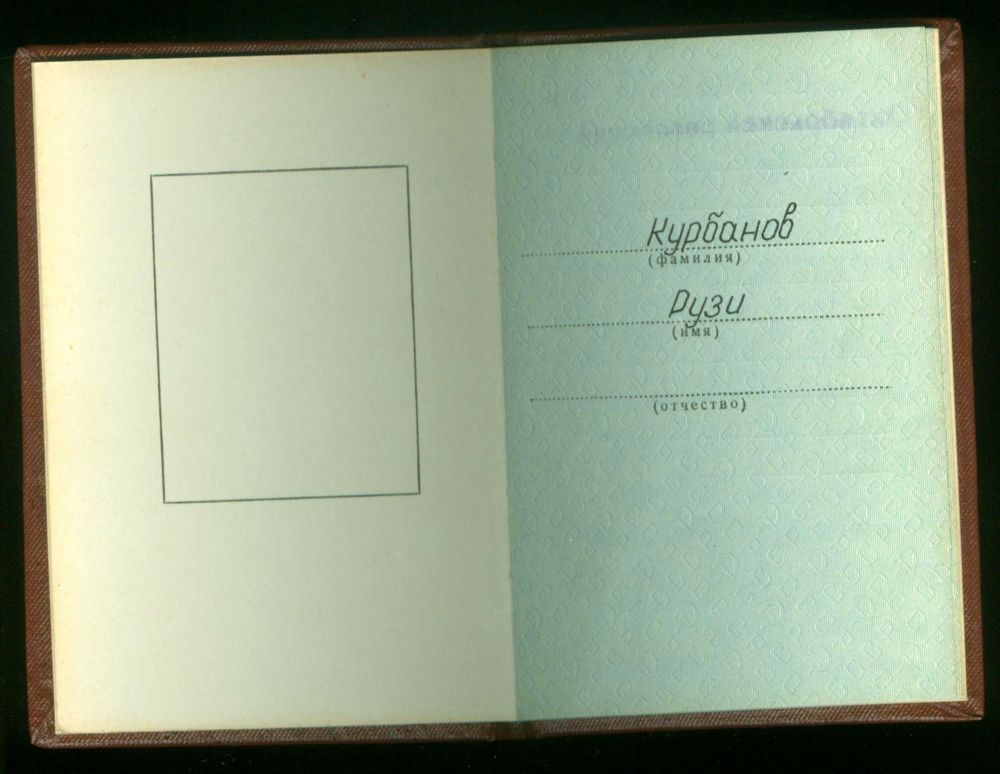 Курбанов
(фамилия)
Рузи
(имя)
(отчество)